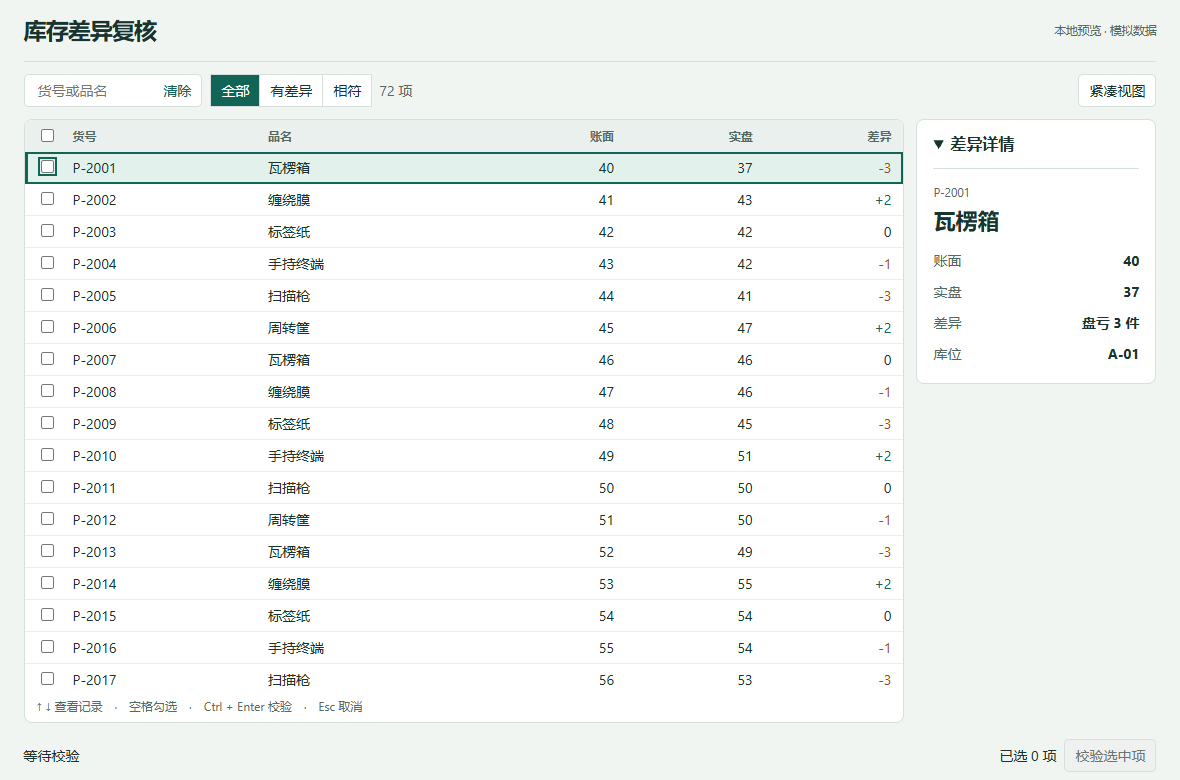 库存差异复核
本地预览 · 模拟数据
货号或品名 清除 全部 有差异 相符 72 项 紧凑视图
货号 品名 账面 实盘 差异
P-2001 瓦楞箱 40 37 -3
P-2002 缠绕膜 41 43 +2
P-2003 标签纸 42 42 0
P-2004 手持终端 43 42 -1
P-2005 扫描枪 44 41 -3
P-2006 周转筐 45 47 +2
P-2007 瓦楞箱 46 46 0
P-2008 缠绕膜 47 46 -1
P-2009 标签纸 48 45 -3
P-2010 手持终端 49 51 +2
P-2011 扫描枪 50 50 0
P-2012 周转筐 51 50 -1
P-2013 瓦楞箱 52 49 -3
P-2014 缠绕膜 53 55 +2
P-2015 标签纸 54 54 0
P-2016 手持终端 55 54 -1
P-2017 扫描枪 56 53 -3
↑↓ 查看记录 · 空格勾选 · Ctrl + Enter 校验 · Esc 取消
▼ 差异详情
P-2001
瓦楞箱
账面 40
实盘 37
差异 盘亏 3 件
库位 A-01
等待校验
已选 0 项 校验选中项